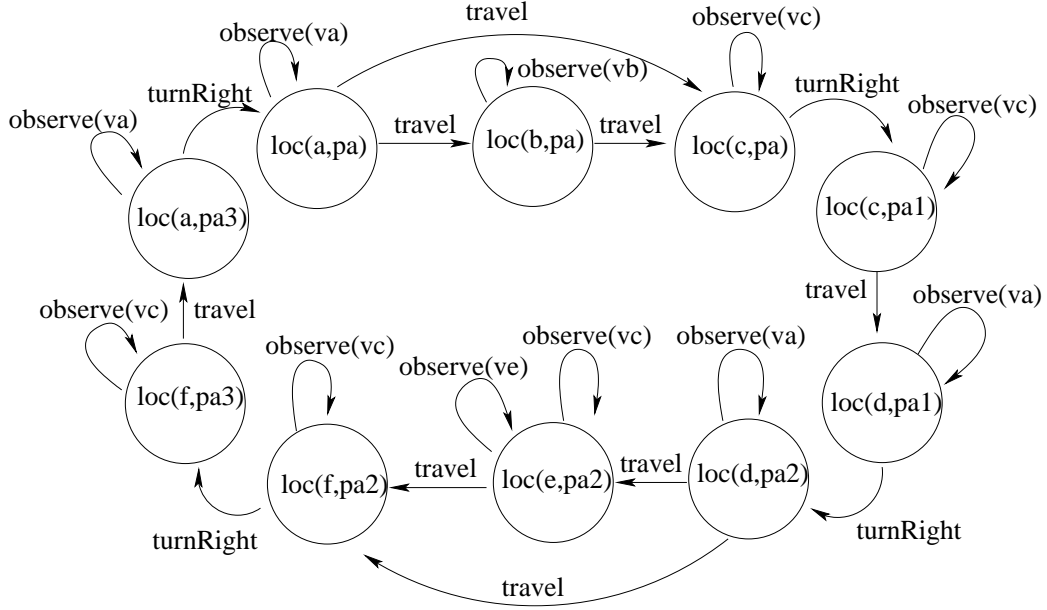 travel
observe(va)
observe(vc)
observe(vb)
turnRight
turnRight
observe(va)
observe(vc)
travel
travel
loc(a,pa)
loc(b,pa)
loc(c,pa)
loc(a,pa3)
loc(c,pa1)
travel
observe(vc)
travel
observe(va)
observe(vc)
observe(vc)
observe(va)
observe(ve)
loc(f,pa3)
loc(d,pa1)
travel
travel
loc(f,pa2)
loc(e,pa2)
loc(d,pa2)
turnRight
turnRight
travel